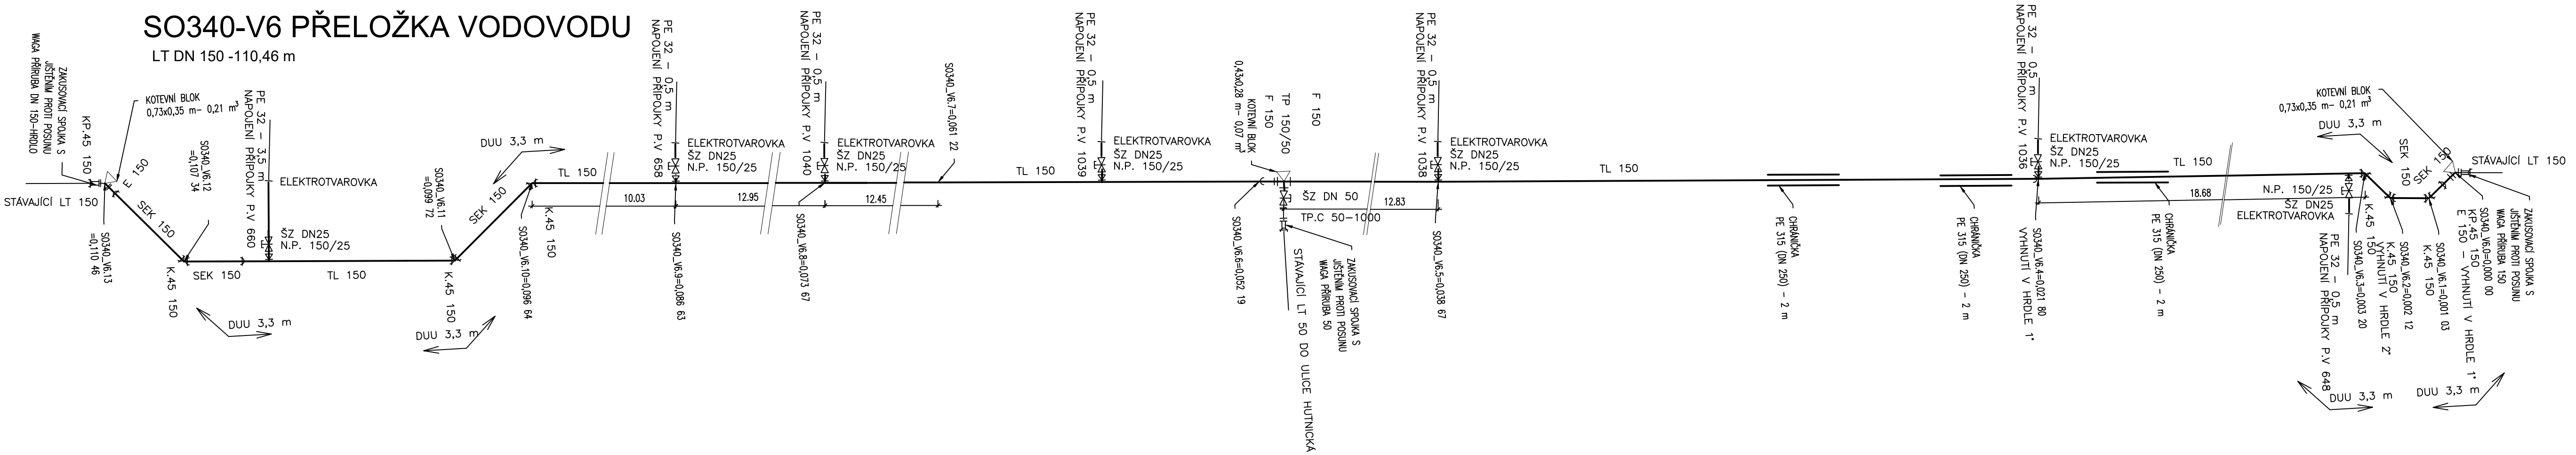 SO340-V6 PŘELOŽKA VODOVODU
LT DN 150 -110,46 m
ZAKUSOVACÍ SPOJKA S
JIŠTĚNÍM PROTI POSUNU
WAGA PŘÍRUBA DN 150-HRDLO
KP.45 150
STÁVAJÍCÍ LT 150
KOTEVNÍ BLOK
0,73x0,35 m- 0,21 m³
E 150
SEK 150
SO340_V6.13
=0,110 46
SO340_V6.12
=0,107 34
K.45 150
SEK 150
PE 32 - 3,5 m
NAPOJENÍ PŘÍPOJKY P.V 660
ELEKTROTVAROVKA
ŠZ DN25
N.P. 150/25
TL 150
DUU 3,3 m
SO340_V6.11
=0,099 72
K.45 150
DUU 3,3 m
SEK 150
DUU 3,3 m
SO340_V6.10=0,096 64
K.45 150
TL 150
10.03
PE 32 - 0,5 m
NAPOJENÍ PŘÍPOJKY P.V 658
ELEKTROTVAROVKA
ŠZ DN25
N.P. 150/25
SO340_V6.9=0,086 63
12.95
PE 32 - 0,5 m
NAPOJENÍ PŘÍPOJKY P.V 1040
ELEKTROTVAROVKA
ŠZ DN25
N.P. 150/25
SO340_V6.8=0,073 67
12.45
SO340_V6.7=0,061 22
TL 150
PE 32 - 0,5 m
NAPOJENÍ PŘÍPOJKY P.V 1039
ELEKTROTVAROVKA
ŠZ DN25
N.P. 150/25
SO340_V6.6=0,052 19
0,43x0,28 m- 0,07 m³
KOTEVNÍ BLOK
F 150
TP 150/50
F 150
ŠZ DN 50
TP.C 50-1000
ZAKUSOVACÍ SPOJKA S
JIŠTĚNÍM PROTI POSUNU
WAGA PŘÍRUBA 50
STÁVAJÍCÍ LT 50 DO ULICE HUTNICKÁ
12.83
PE 32 - 0,5 m
NAPOJENÍ PŘÍPOJKY P.V 1038
ELEKTROTVAROVKA
ŠZ DN25
N.P. 150/25
SO340_V6.5=0,038 67
TL 150
CHRÁNIČKA
PE 315 (DN 250) - 2 m
CHRÁNIČKA
PE 315 (DN 250) - 2 m
PE 32 - 0,5 m
NAPOJENÍ PŘÍPOJKY P.V 1036
ELEKTROTVAROVKA
ŠZ DN25
N.P. 150/25
SO340_V6.4=0,021 80
VYHNUTÍ V HRDLE 1°
TL 150
CHRÁNIČKA
PE 315 (DN 250) - 2 m
18.68
N.P. 150/25
ŠZ DN25
ELEKTROTVAROVKA
PE 32 - 0,5 m
NAPOJENÍ PŘÍPOJKY P.V 648
KOTEVNÍ BLOK
0,73x0,35 m- 0,21 m³
DUU 3,3 m
SEK 150
SEK 150
STÁVAJÍCÍ LT 150
K.45 150
SO340_V6.3=0,003 20
VYHNUTÍ V HRDLE 2°
K.45 150
SO340_V6.2=0,002 12
K.45 150
SO340_V6.1=0,001 03
E 150 - VYHNUTÍ V HRDLE 1°
KP.45 150
SO340_V6.0=0,000 00
WAGA PŘÍRUBA 150
JIŠTĚNÍM PROTI POSUNU
ZAKUSOVACÍ SPOJKA S
DUU 3,3 m
DUU 3,3 m